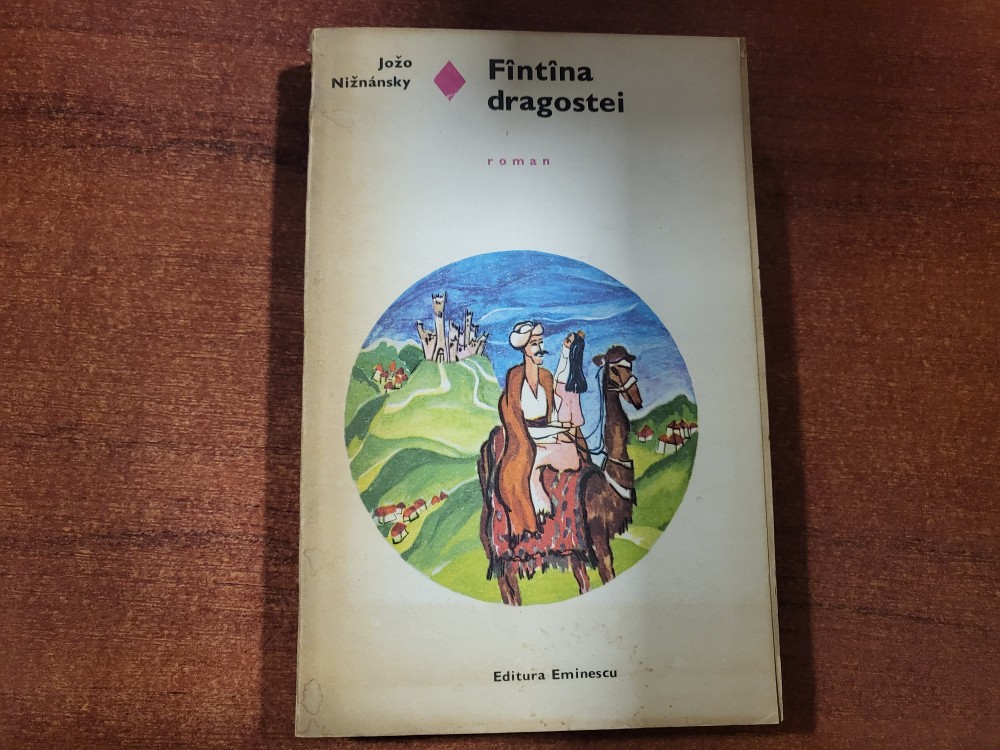 Jožo
Nižnánsky
Fîntîna
dragostei
roman
Editura Eminescu